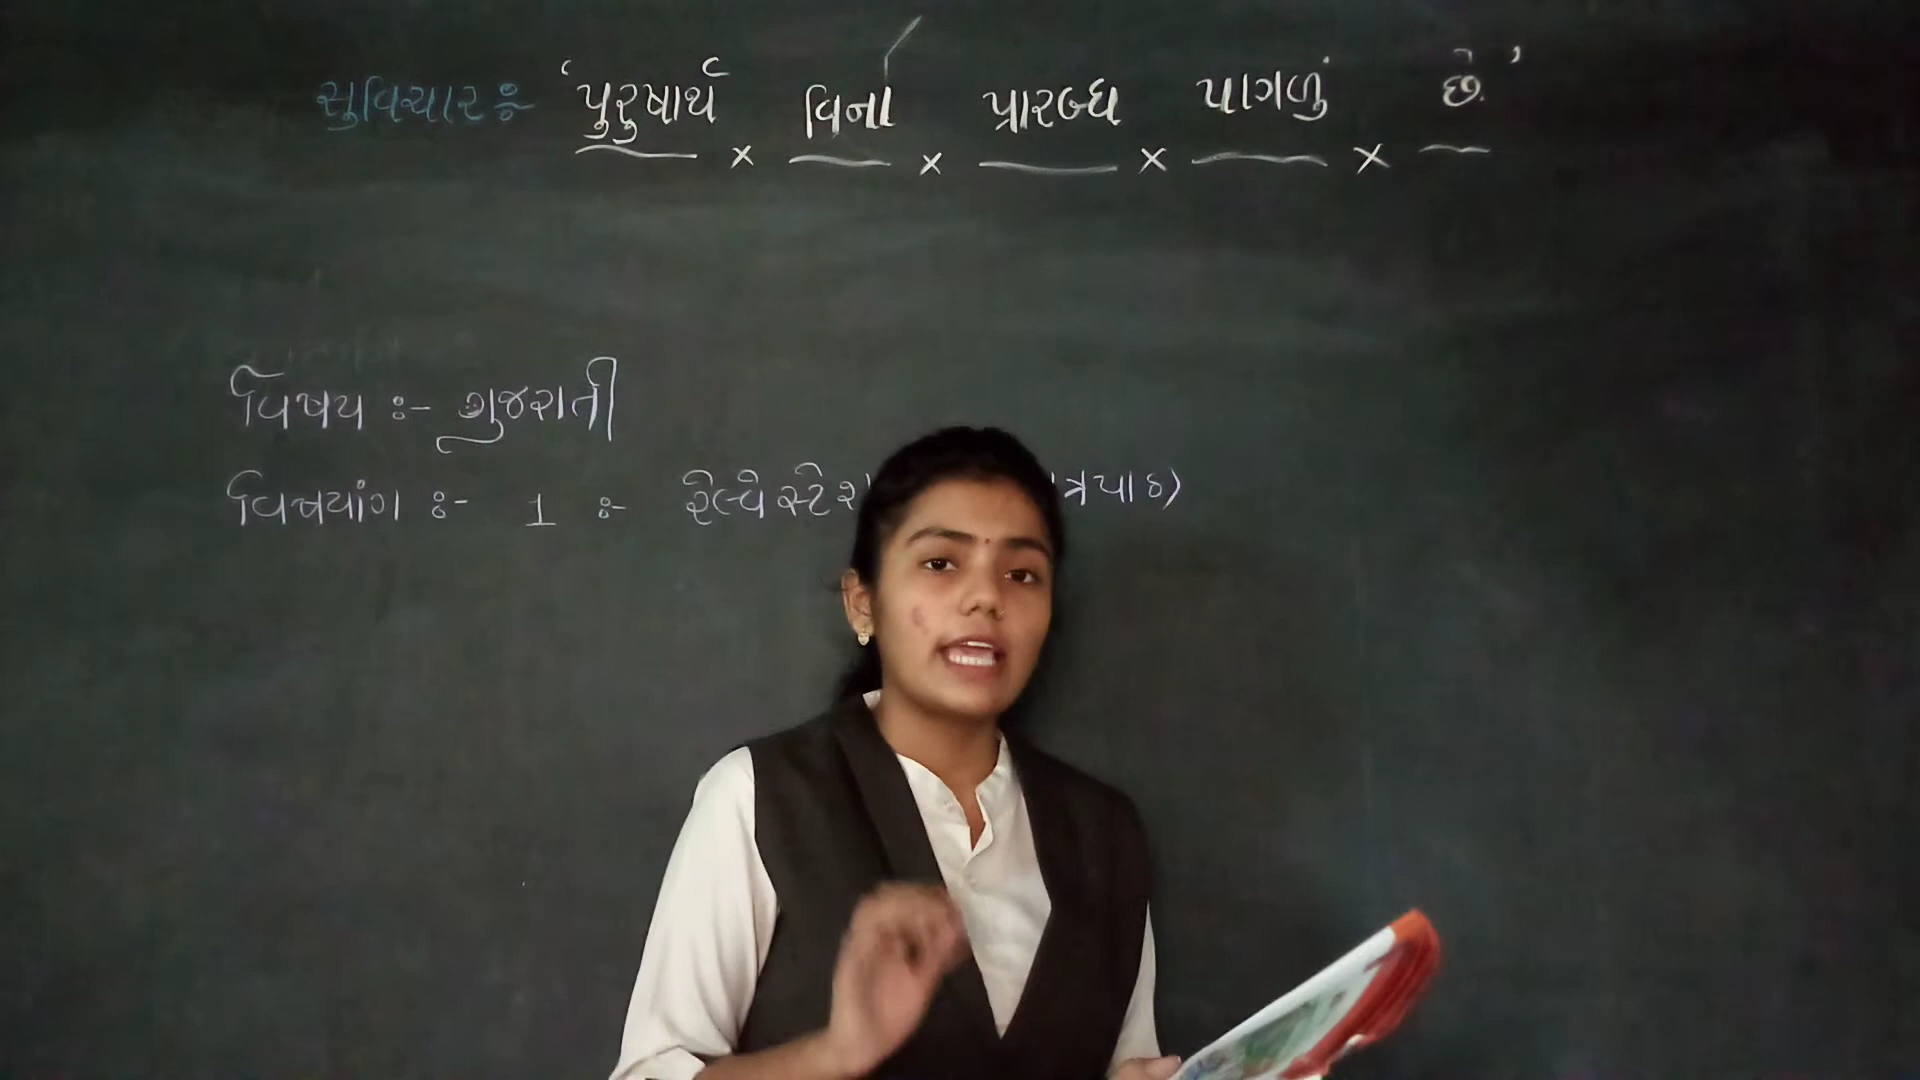 સુવિચાર :- ‘પુરુષાર્થ વિના પ્રારબ્ધ પાગળું છે.’
વિષય :- ગુજરાતી
વિષયાંગ :- 1 :- રેલ્વે